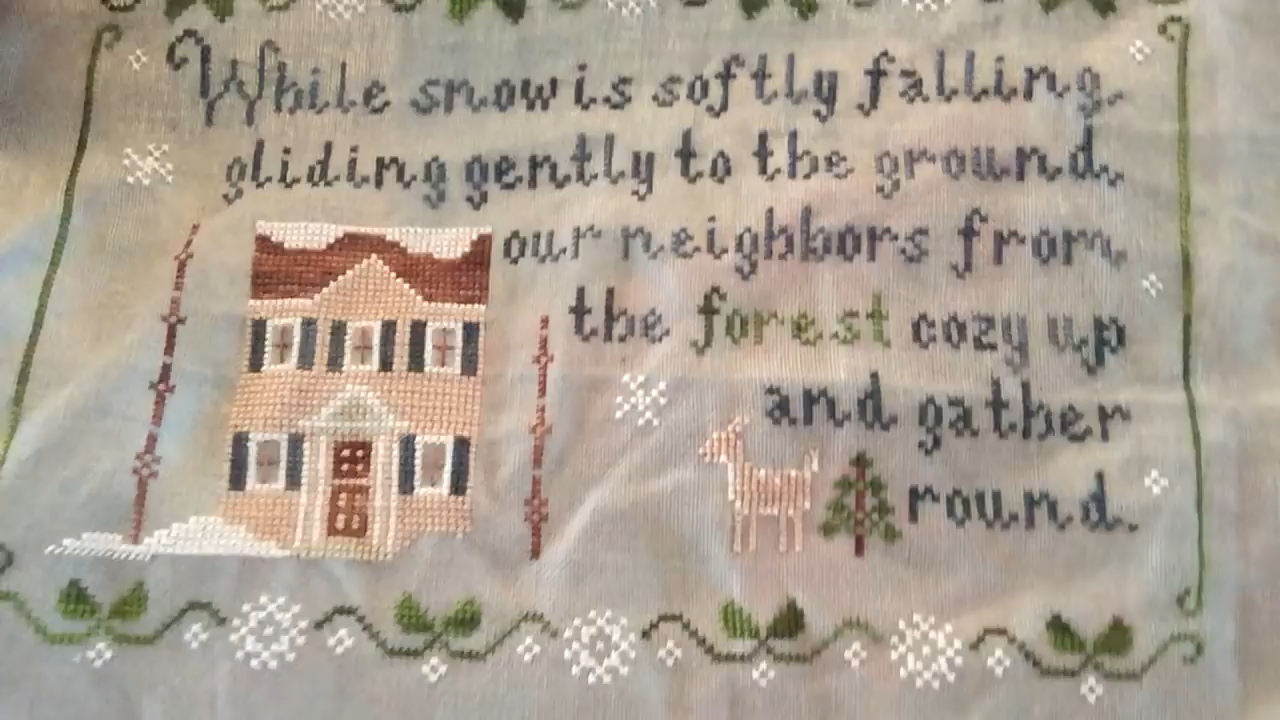 While snow is softly falling,
gliding gently to the ground,
our neighbors from
the forest cozy up
and gather
round.